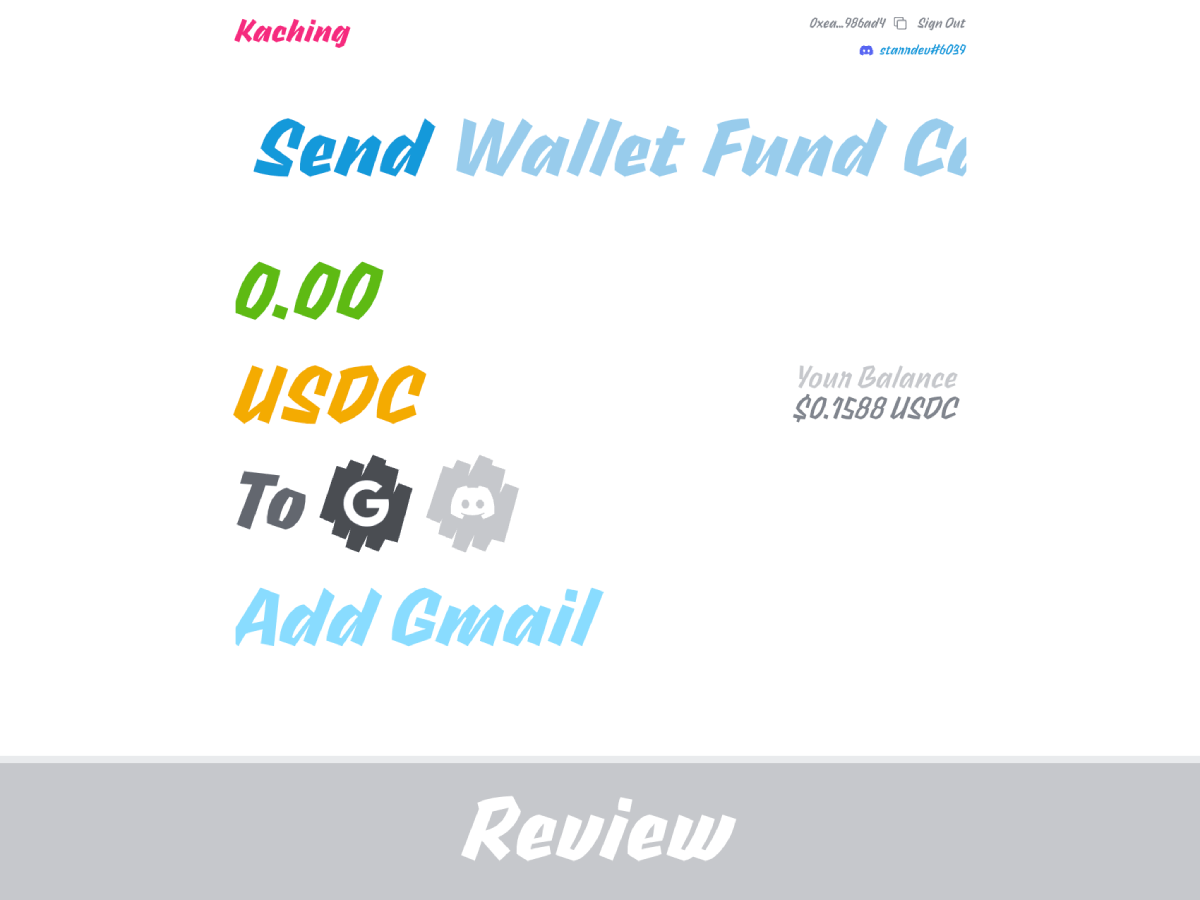 Kaching
0xea...986ad4 Sign Out
stanndev#6039
Send Wallet Fund Co
0.00
USDC
Your Balance
$0.1588 USDC
To
Add Gmail
Review